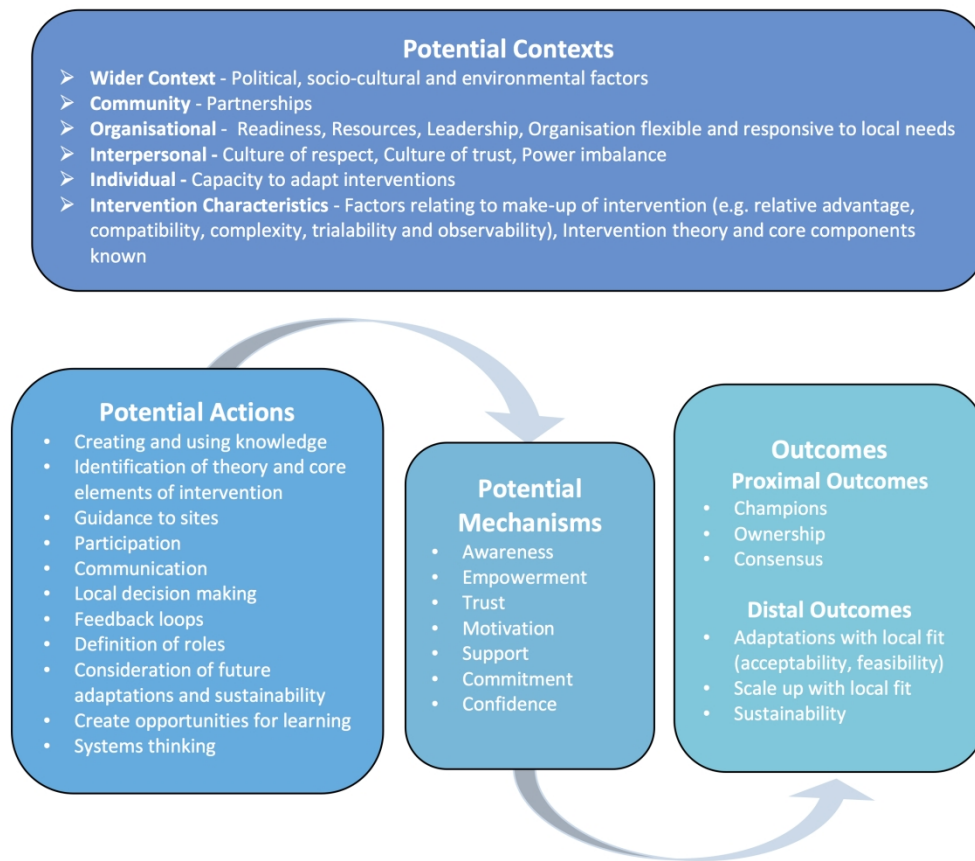 Potential Contexts
➢ Wider Context - Political, socio-cultural and environmental factors
➢ Community - Partnerships
➢ Organisational -  Readiness, Resources, Leadership, Organisation flexible and responsive to local needs
➢ Interpersonal - Culture of respect, Culture of trust, Power imbalance
➢ Individual - Capacity to adapt interventions
➢ Intervention Characteristics - Factors relating to make-up of intervention (e.g. relative advantage,
compatibility, complexity, trialability and observability), Intervention theory and core components
known
Potential Actions
• Creating and using knowledge
• Identification of theory and core
elements of intervention
• Guidance to sites
• Participation
• Communication
• Local decision making
• Feedback loops
• Definition of roles
• Consideration of future
adaptations and sustainability
• Create opportunities for learning
• Systems thinking
Potential
Mechanisms
• Awareness
• Empowerment
• Trust
• Motivation
• Support
• Commitment
• Confidence
Outcomes
Proximal Outcomes
• Champions
• Ownership
• Consensus
Distal Outcomes
• Adaptations with local fit
(acceptability, feasibility)
• Scale up with local fit
• Sustainability